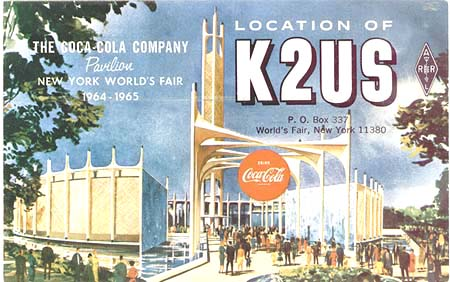 THE COCA-COLA COMPANY
Pavilion
NEW YORK WORLD'S FAIR
1964-1965
LOCATION OF
K2US
P. O. Box 337
World's Fair, New York 11380
ARRL
DRINK
Coca-Cola